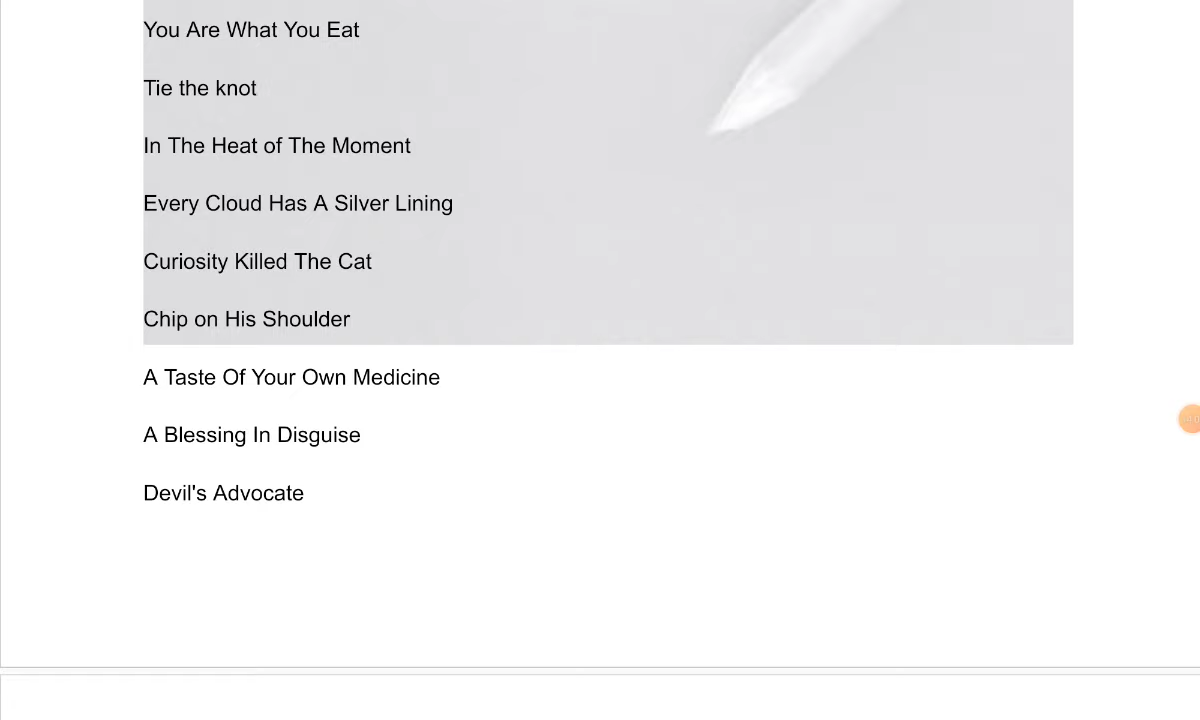 You Are What You Eat
Tie the knot
In The Heat of The Moment
Every Cloud Has A Silver Lining
Curiosity Killed The Cat
Chip on His Shoulder
A Taste Of Your Own Medicine
A Blessing In Disguise
Devil's Advocate